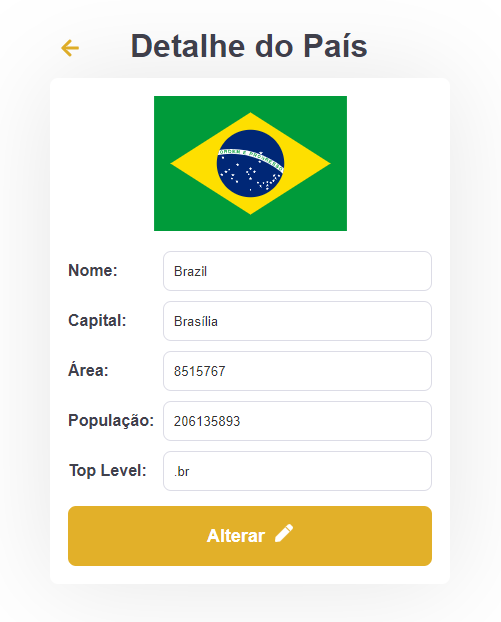 Detalhe do País
ORDEM E PROGRESSO
Nome: Brazil
Capital: Brasília
Área: 8515767
População: 206135893
Top Level: .br
Alterar